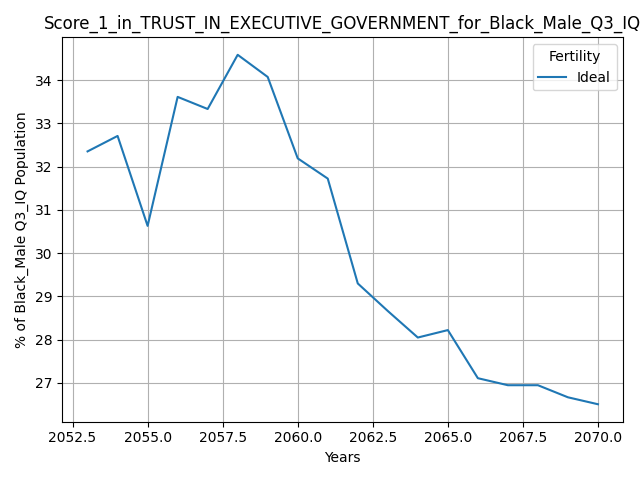 Score_1_in_TRUST_IN_EXECUTIVE_GOVERNMENT_for_Black_Male_Q3_IQ
Fertility
Ideal
% of Black_Male Q3_IQ Population
34
33
32
31
30
29
28
27
2052.5 2055.0 2057.5 2060.0 2062.5 2065.0 2067.5 2070.0
Years